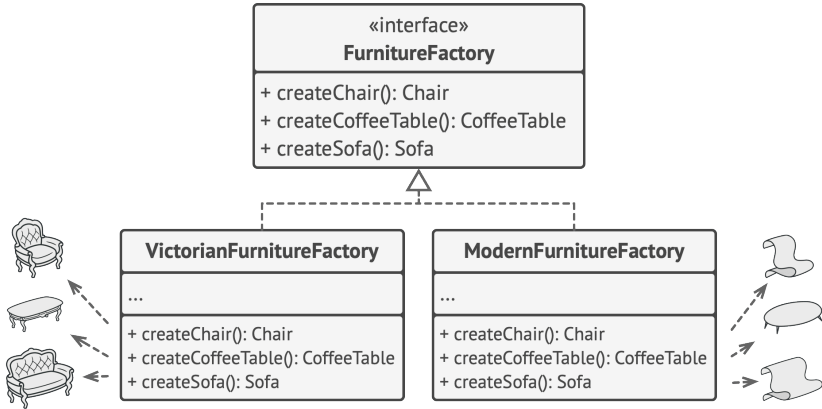 «interface»
FurnitureFactory
+ createChair(): Chair
+ createCoffeeTable(): CoffeeTable
+ createSofa(): Sofa
VictorianFurnitureFactory
...
+ createChair(): Chair
+ createCoffeeTable(): CoffeeTable
+ createSofa(): Sofa
ModernFurnitureFactory
...
+ createChair(): Chair
+ createCoffeeTable(): CoffeeTable
+ createSofa(): Sofa